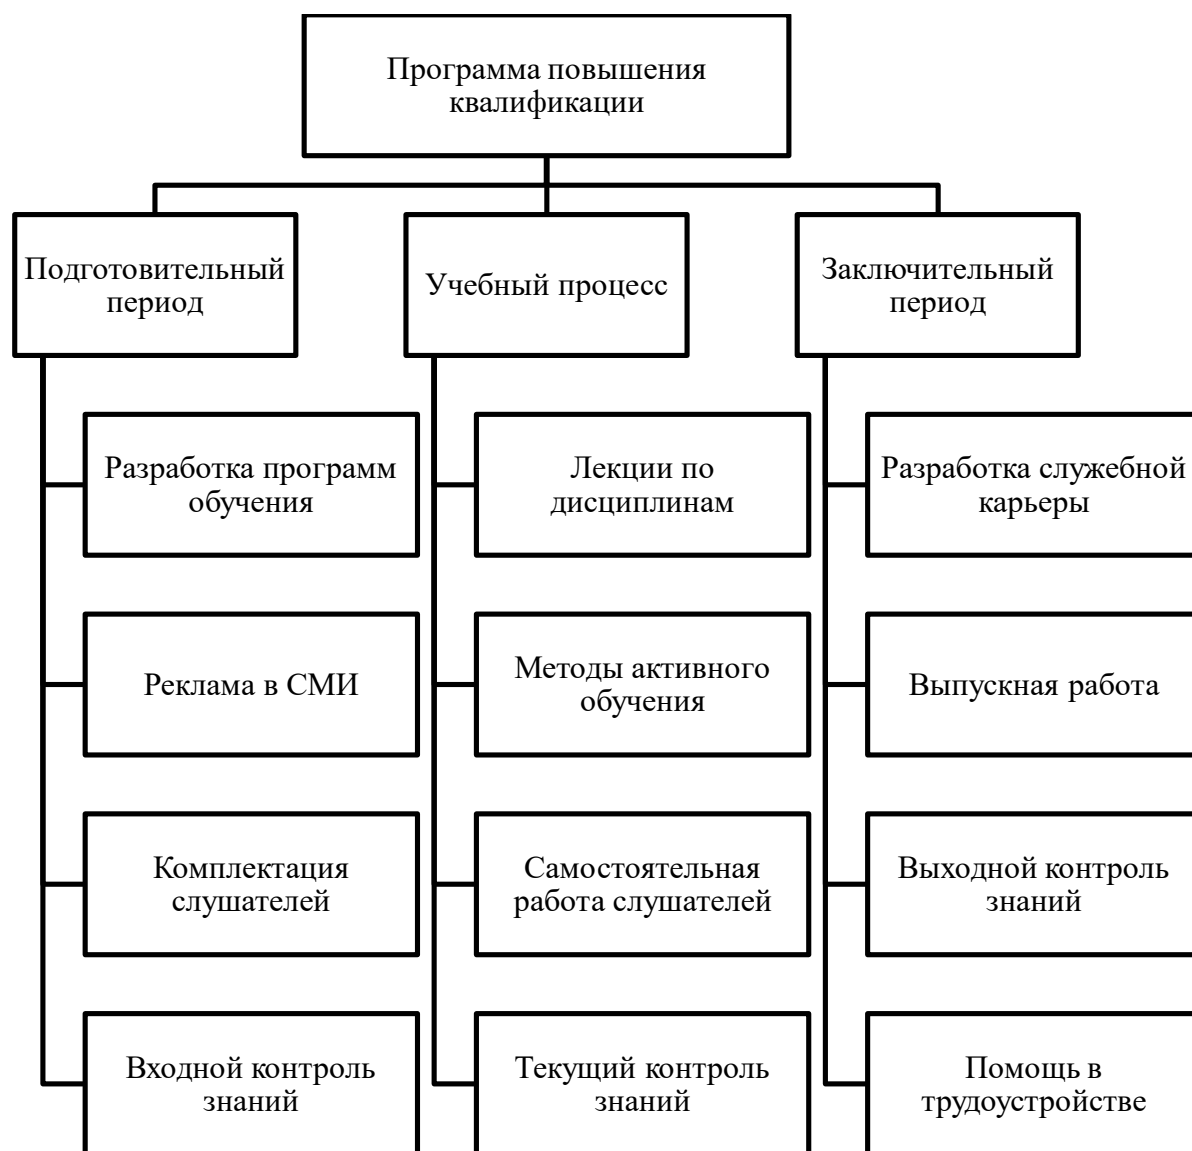 Программа повышения
квалификации
Подготовительный
период
Учебный процесс
Заключительный
период
Разработка программ
обучения
Лекции по
дисциплинам
Разработка служебной
карьеры
Реклама в СМИ
Методы активного
обучения
Выпускная работа
Комплектация
слушателей
Самостоятельная
работа слушателей
Выходной контроль
знаний
Входной контроль
знаний
Текущий контроль
знаний
Помощь в
трудоустройстве